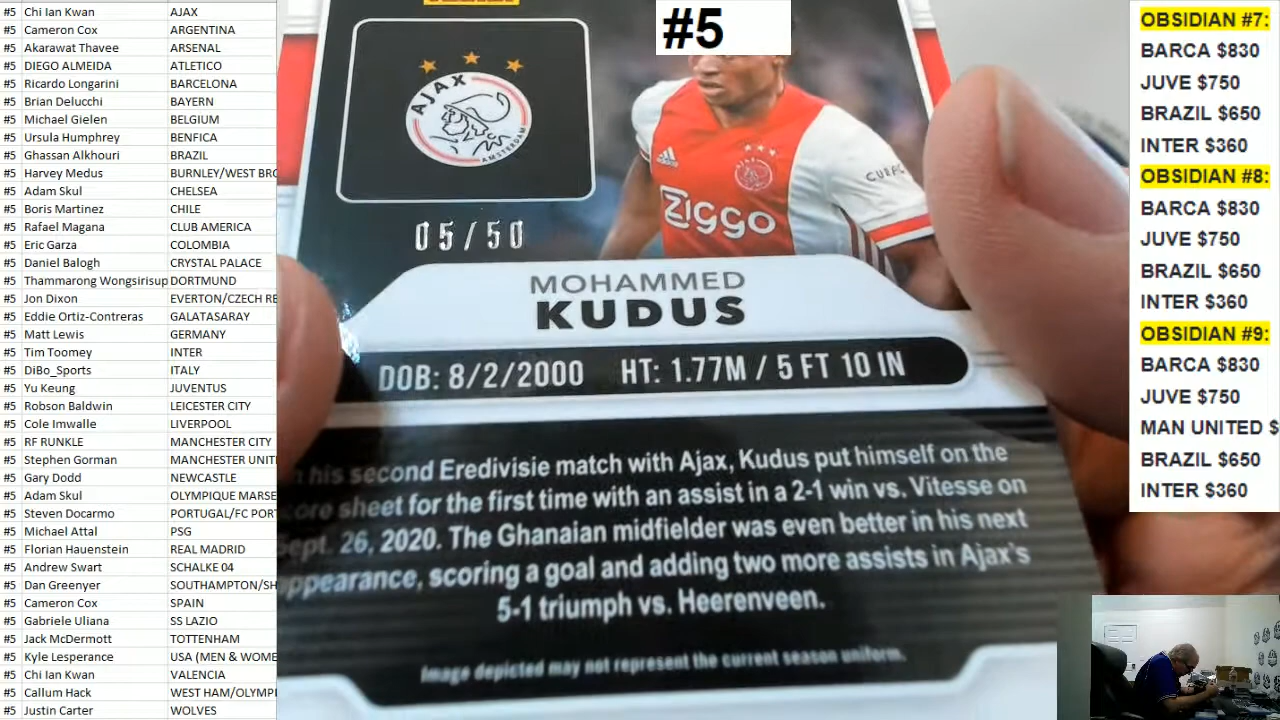 #5 Chi Ian Kwan AJAX
#5 Cameron Cox ARGENTINA
#5 Akarawat Thavee ARSENAL
#5 DIEGO ALMEIDA ATLETICO
#5 Ricardo Longarini BARCELONA
#5 Brian Delucchi BAYERN
#5 Michael Gielen BELGIUM
#5 Ursula Humphrey BENFICA
#5 Ghassan Alkhouri BRAZIL
#5 Harvey Medus BURNLEY/WEST BRO
#5 Adam Skul CHELSEA
#5 Boris Martinez CHILE
#5 Rafael Magana CLUB AMERICA
#5 Eric Garza COLOMBIA
#5 Daniel Balogh CRYSTAL PALACE
#5 Thammarong Wongsirisup DORTMUND
#5 Jon Dixon EVERTON/CZECH RE
#5 Eddie Ortiz-Contreras GALATASARAY
#5 Matt Lewis GERMANY
#5 Tim Toomey INTER
#5 DiBo_Sports ITALY
#5 Yu Keung JUVENTUS
#5 Robson Baldwin LEICESTER CITY
#5 Cole Imwalle LIVERPOOL
#5 RF RUNKLE MANCHESTER CITY
#5 Stephen Gorman MANCHESTER UNIT
#5 Gary Dodd NEWCASTLE
#5 Adam Skul OLYMPIQUE MARSE
#5 Steven Docarmo PORTUGAL/FC POR
#5 Michael Attal PSG
#5 Florian Hauenstein REAL MADRID
#5 Andrew Swart SCHALKE 04
#5 Dan Greenyer SOUTHAMPTON/SH
#5 Cameron Cox SPAIN
#5 Gabriele Uliana SS LAZIO
#5 Jack McDermott TOTTENHAM
#5 Kyle Lesperance USA (MEN & WOME
#5 Chi Ian Kwan VALENCIA
#5 Callum Hack WEST HAM/OLYMPI
#5 Justin Carter WOLVES
#5
AJAX
AMSTERDAM
adidas
CURAÇ
Ziggo
05/50
MOHAMMED
KUDUS
DOB: 8/2/2000 HT: 1.77M / 5 FT 10 IN
his second Eredivisie match with Ajax, Kudus put himself on the
ore sheet for the first time with an assist in a 2-1 win vs. Vitesse on
Sept. 26, 2020. The Ghanaian midfielder was even better in his next
ppearance, scoring a goal and adding two more assists in Ajax's
5-1 triumph vs. Heerenveen.
Image depicted may not represent the current season uniform.
OBSIDIAN #7:
BARCA $830
JUVE $750
BRAZIL $650
INTER $360
OBSIDIAN #8:
BARCA $830
JUVE $750
BRAZIL $650
INTER $360
OBSIDIAN #9:
BARCA $830
JUVE $750
MAN UNITED $
BRAZIL $650
INTER $360